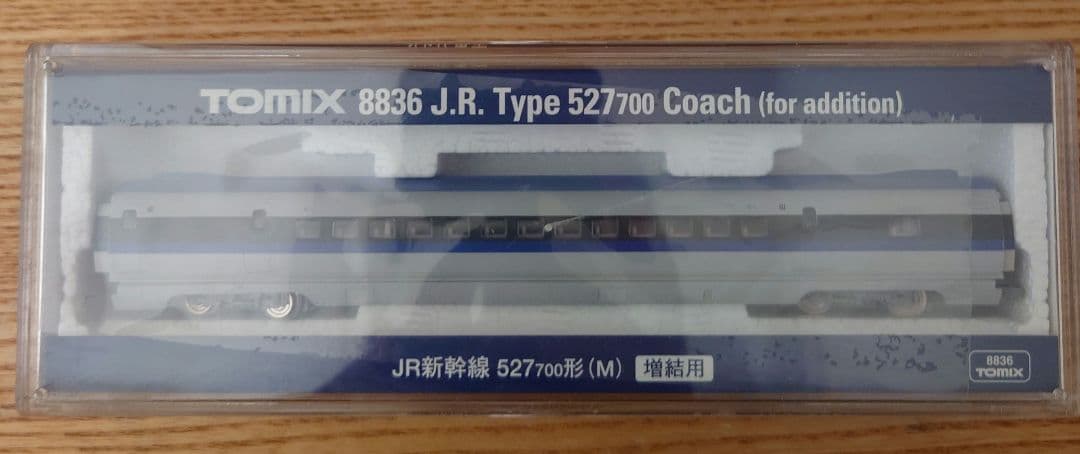 TOMIX 8836 J.R. Type 527700 Coach (for addition)
JR新幹線 527700形(M) 増結用
8836
TOMIX